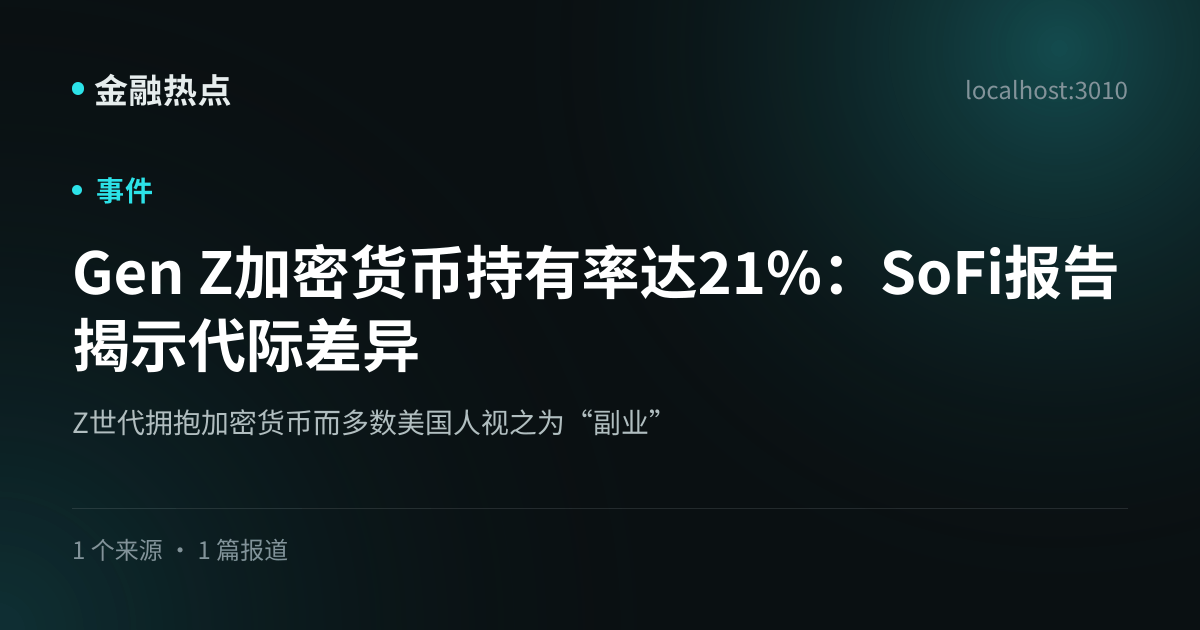 金融热点
localhost:3010
事件
Gen Z加密货币持有率达21%：SoFi报告
揭示代际差异
Z世代拥抱加密货币而多数美国人视之为“副业”
1 个来源 · 1 篇报道